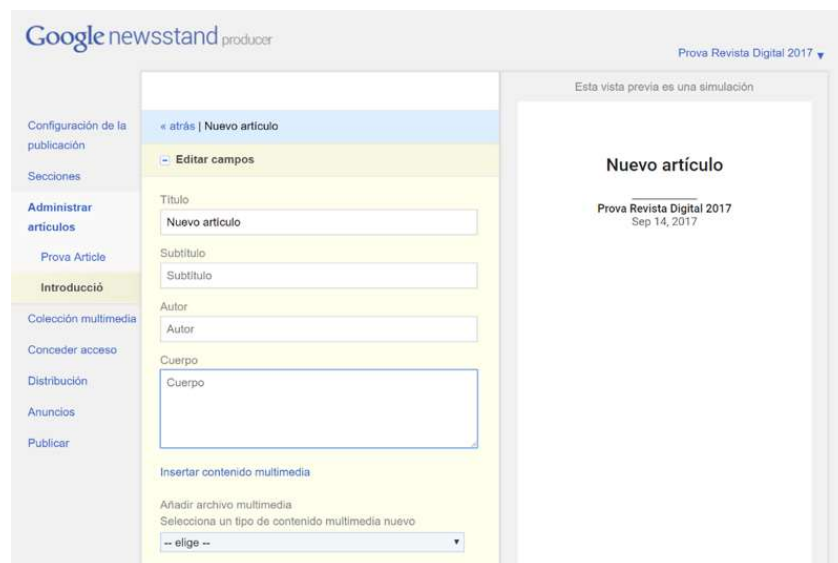 Google newsstand producer
Prova Revista Digital 2017 ▼
Configuración de la
publicación
Secciones
Administrar
artículos
Prova Article
Introducció
Colección multimedia
Conceder acceso
Distribución
Anuncios
Publicar
« atrás | Nuevo artículo
Editar campos
Título
Nuevo articulo
Subtítulo
Subtítulo
Autor
Autor
Cuerpo
Cuerpo
Insertar contenido multimedia
Añadir archivo multimedia
Selecciona un tipo de contenido multimedia nuevo
-- elige --
Esta vista previa es una simulación
Nuevo artículo
Prova Revista Digital 2017
Sep 14, 2017